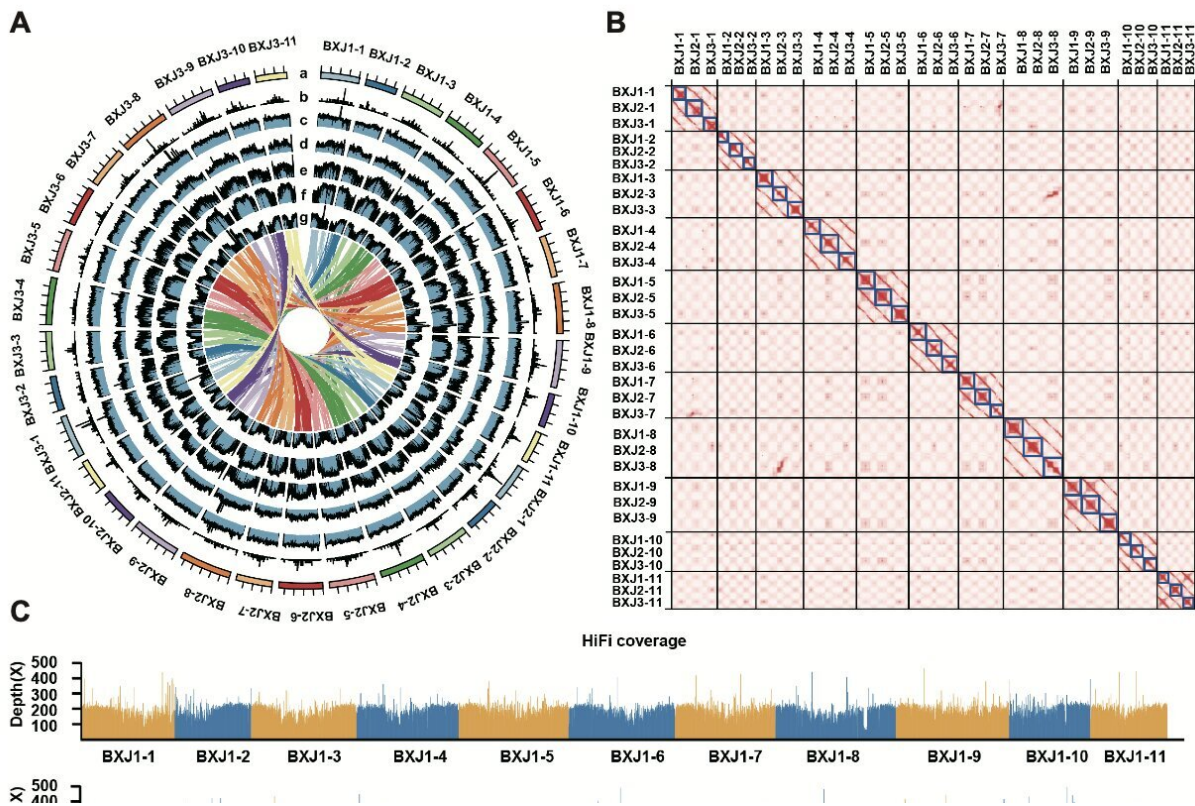 A
BXJ1-1
BXJ1-2
BXJ1-3
BXJ1-4
BXJ1-5
BXJ1-6
BXJ1-7
BXJ1-8
BXJ1-9
BXJ1-10
BXJ1-11
BXJ2-1
BXJ2-2
BXJ2-3
BXJ2-4
BXJ2-5
BXJ2-6
BXJ2-7
BXJ2-8
BXJ2-9
BXJ2-10
BXJ2-11
BXJ3-1
BXJ3-2
BXJ3-3
BXJ3-4
BXJ3-5
BXJ3-6
BXJ3-7
BXJ3-8
BXJ3-9
BXJ3-10
BXJ3-11
a
b
c
d
e
f
g
B
BXJ1-1
BXJ2-1
BXJ3-1
BXJ1-2
BXJ2-2
BXJ3-2
BXJ1-3
BXJ2-3
BXJ3-3
BXJ1-4
BXJ2-4
BXJ3-4
BXJ1-5
BXJ2-5
BXJ3-5
BXJ1-6
BXJ2-6
BXJ3-6
BXJ1-7
BXJ2-7
BXJ3-7
BXJ1-8
BXJ2-8
BXJ3-8
BXJ1-9
BXJ2-9
BXJ3-9
BXJ1-10
BXJ2-10
BXJ3-10
BXJ1-11
BXJ2-11
BXJ3-11
BXJ1-1
BXJ2-1
BXJ3-1
BXJ1-2
BXJ2-2
BXJ3-2
BXJ1-3
BXJ2-3
BXJ3-3
BXJ1-4
BXJ2-4
BXJ3-4
BXJ1-5
BXJ2-5
BXJ3-5
BXJ1-6
BXJ2-6
BXJ3-6
BXJ1-7
BXJ2-7
BXJ3-7
BXJ1-8
BXJ2-8
BXJ3-8
BXJ1-9
BXJ2-9
BXJ3-9
BXJ1-10
BXJ2-10
BXJ3-10
BXJ1-11
BXJ2-11
BXJ3-11
C
HiFi coverage
Depth(X)
500
400
300
200
100
BXJ1-1 BXJ1-2 BXJ1-3 BXJ1-4 BXJ1-5 BXJ1-6 BXJ1-7 BXJ1-8 BXJ1-9 BXJ1-10 BXJ1-11
X)
500
400